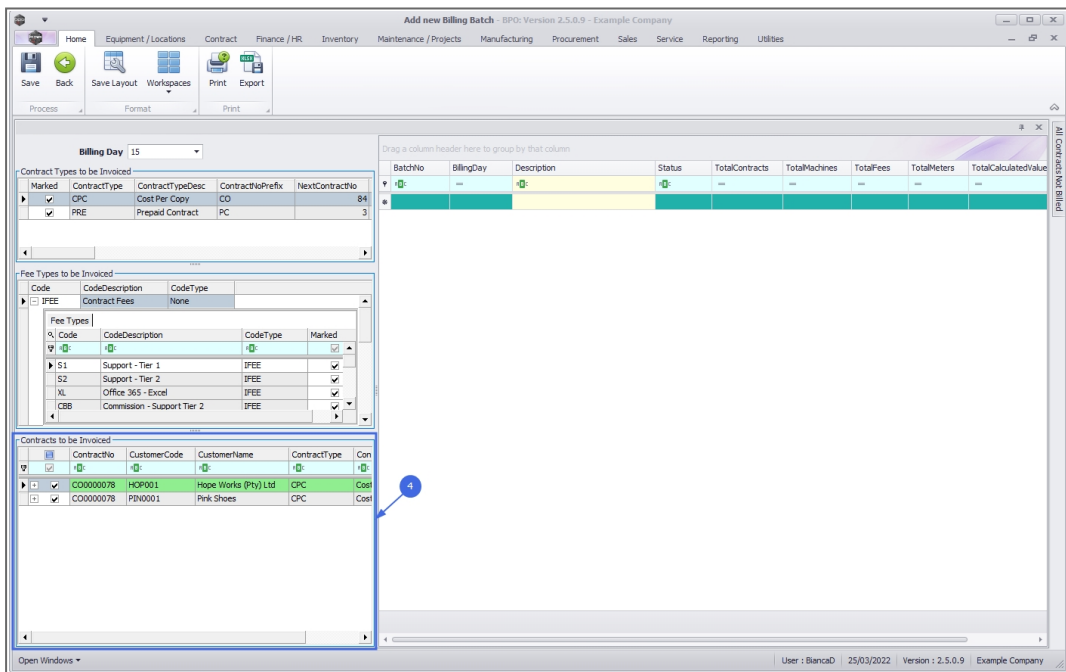 Add new Billing Batch - BPO: Version 2.5.0.9 - Example Company
Home Equipment / Locations Contract Finance / HR Inventory Maintenance / Projects Manufacturing Procurement Sales Service Reporting Utilities
Save Back Save Layout Workspaces Print Export
Process Format Print
Billing Day 15
Contract Types to be Invoiced
Marked ContractType ContractTypeDesc ContractNoPrefix NextContractNo
CPC Cost Per Copy CO 84
PRE Prepaid Contract PC 3
Fee Types to be Invoiced
Code CodeDescription CodeType
IFEE Contract Fees None
Fee Types
Code CodeDescription CodeType Marked
S1 Support - Tier 1 IFEE
S2 Support - Tier 2 IFEE
XL Office 365 - Excel IFEE
CBB Commission - Support Tier 2 IFEE
Contracts to be Invoiced
ContractNo CustomerCode CustomerName ContractType Con
CO0000078 HOP001 Hope Works (Pty) Ltd CPC Cost
CO0000078 PIN0001 Pink Shoes CPC Cost
4
Drag a column header here to group by that column
BatchNo BillingDay Description Status TotalContracts TotalMachines TotalFees TotalMeters TotalCalculatedValue
All Contracts Not Billed
Open Windows
User : BiancaD 25/03/2022 Version : 2.5.0.9 Example Company